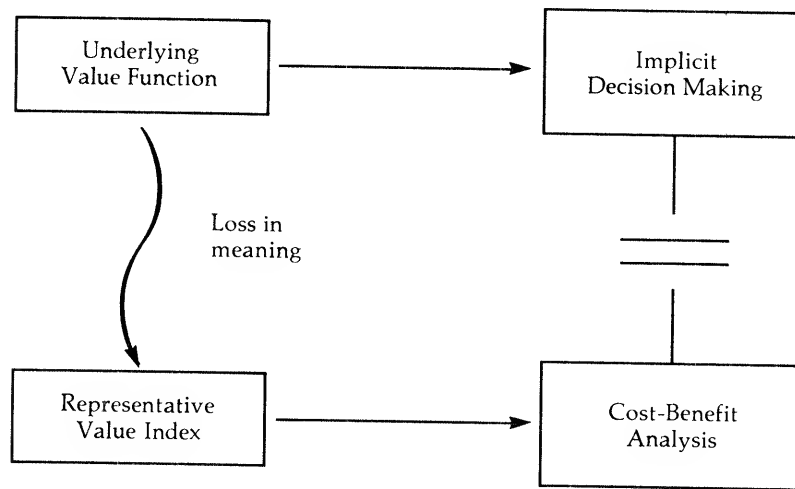 Underlying
Value Function
Implicit
Decision Making
Loss in
meaning
Representative
Value Index
Cost-Benefit
Analysis